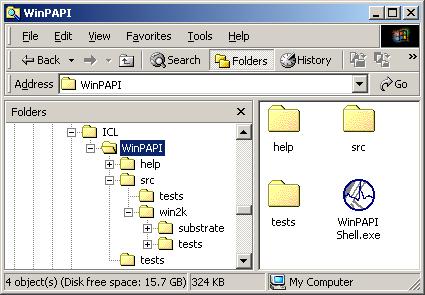 WinPAPI
File Edit View Favorites Tools Help
Back Search Folders History
Address WinPAPI Go
Folders
ICL
WinPAPI
help
src
tests
win2k
substrate
tests
tests
help src
tests WinPAPI
Shell.exe
4 object(s) (Disk free space: 15.7 GB) 324 KB My Computer